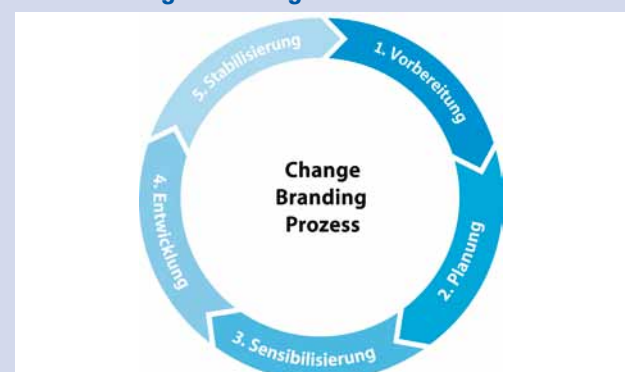 Change
Branding
Prozess
1. Vorbereitung
2. Planung
3. Sensibilisierung
4. Entwicklung
5. Stabilisierung